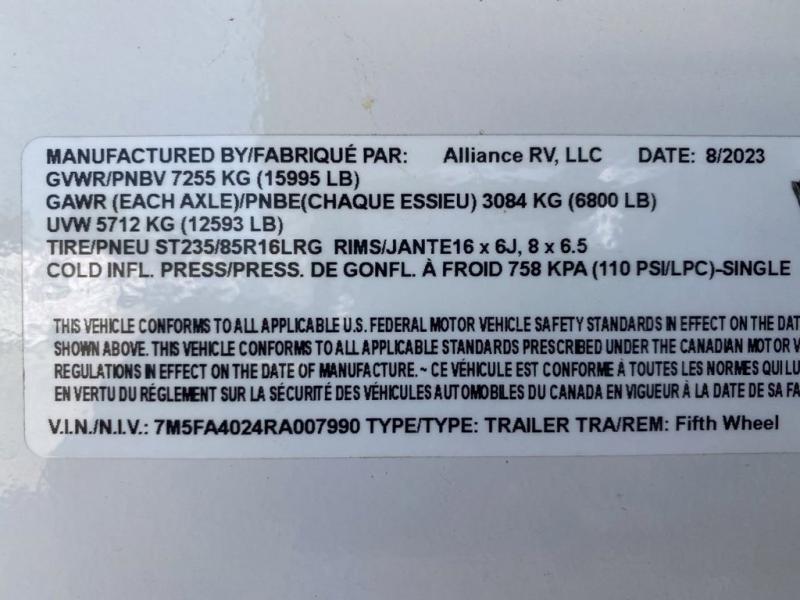 MANUFACTURED BY/FABRIQUÉ PAR: Alliance RV, LLC DATE: 8/2023
GVWR/PNBV 7255 KG (15995 LB)
GAWR (EACH AXLE)/PNBE(CHAQUE ESSIEU) 3084 KG (6800 LB)
UVW 5712 KG (12593 LB)
TIRE/PNEU ST235/85R16LRG RIMS/JANTE16 x 6J, 8 x 6.5
COLD INFL. PRESS/PRESS. DE GONFL. À FROID 758 KPA (110 PSI/LPC)-SINGLE
THIS VEHICLE CONFORMS TO ALL APPLICABLE U.S. FEDERAL MOTOR VEHICLE SAFETY STANDARDS IN EFFECT ON THE DAT
SHOWN ABOVE. THIS VEHICLE CONFORMS TO ALL APPLICABLE STANDARDS PRESCRIBED UNDER THE CANADIAN MOTOR V
REGULATIONS IN EFFECT ON THE DATE OF MANUFACTURE. ~ CE VÉHICULE EST CONFORME À TOUTES LES NORMES QUI LU
EN VERTU DU RÉGLEMENT SUR LA SÉCURITÉ DES VÉHICULES AUTOMOBILES DU CANADA EN VIGUEUR À LA DATE DE SA FA
V.I.N./N.I.V.: 7M5FA4024RA007990 TYPE/TYPE: TRAILER TRA/REM: Fifth Wheel